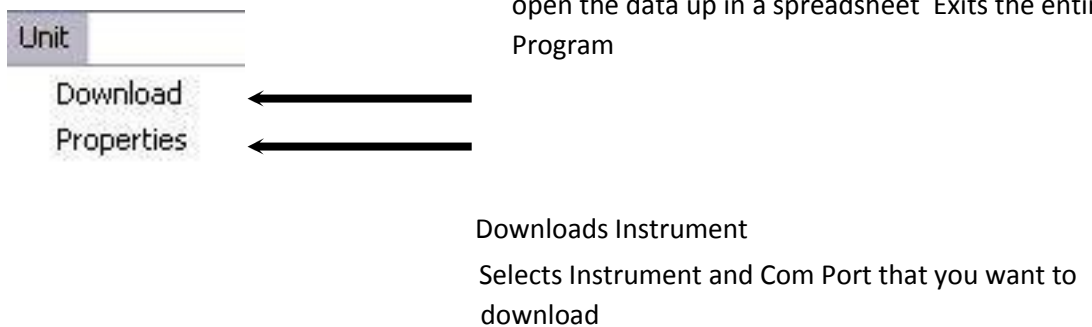 open the data up in a spreadsheet Exits the
Program
Unit
Download
Properties
Downloads Instrument
Selects Instrument and Com Port that you want to
download